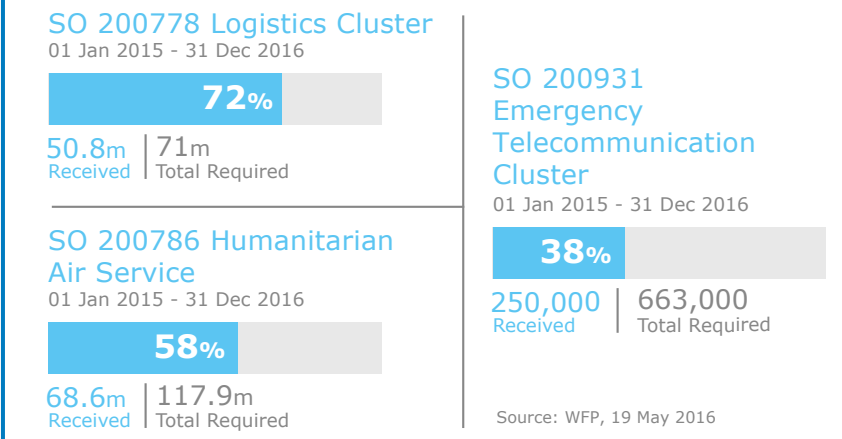 SO 200778 Logistics Cluster
01 Jan 2015 - 31 Dec 2016
72%
50.8m 71m
Received Total Required
SO 200786 Humanitarian
Air Service
01 Jan 2015 - 31 Dec 2016
58%
68.6m 117.9m
Received Total Required
SO 200931
Emergency
Telecommunication
Cluster
01 Jan 2015 - 31 Dec 2016
38%
250,000 663,000
Received Total Required
Source: WFP, 19 May 2016